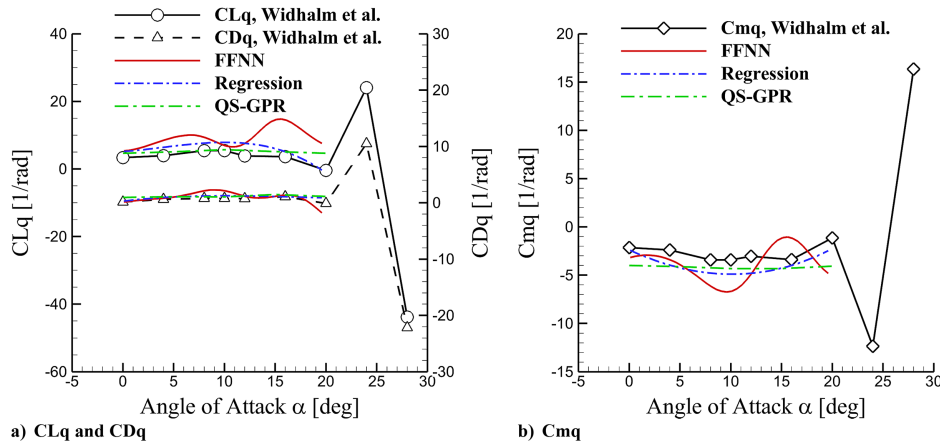 CLq, Widhalm et al.
CDq, Widhalm et al.
FFNN
Regression
QS-GPR
40
20
0
-20
-40
-60
CLq [1/rad]
30
20
10
0
-10
-20
-30
CDq [1/rad]
-5 0 5 10 15 20 25 30
Angle of Attack α [deg]
a) CLq and CDq
Cmq, Widhalm et al.
FFNN
Regression
QS-GPR
20
15
10
5
0
-5
-10
-15
Cmq [1/rad]
-5 0 5 10 15 20 25 30
Angle of Attack α [deg]
b) Cmq